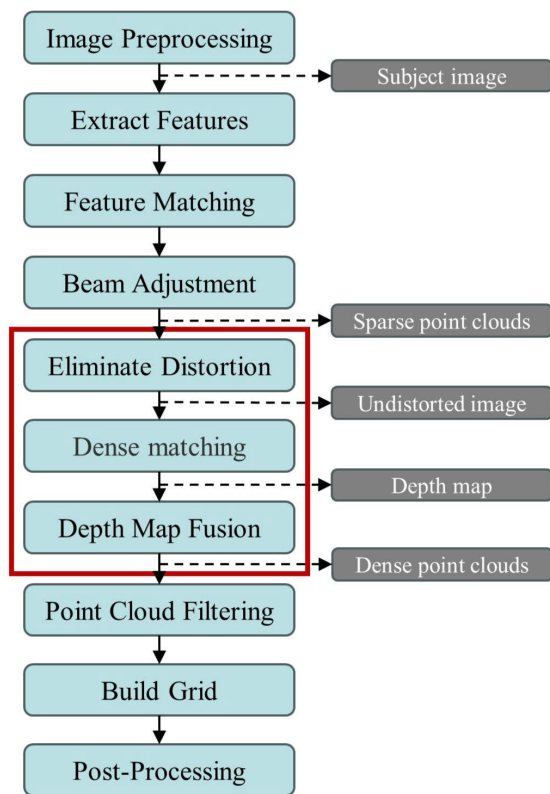 Image Preprocessing
Subject image
Extract Features
Feature Matching
Beam Adjustment
Sparse point clouds
Eliminate Distortion
Undistorted image
Dense matching
Depth map
Depth Map Fusion
Dense point clouds
Point Cloud Filtering
Build Grid
Post-Processing